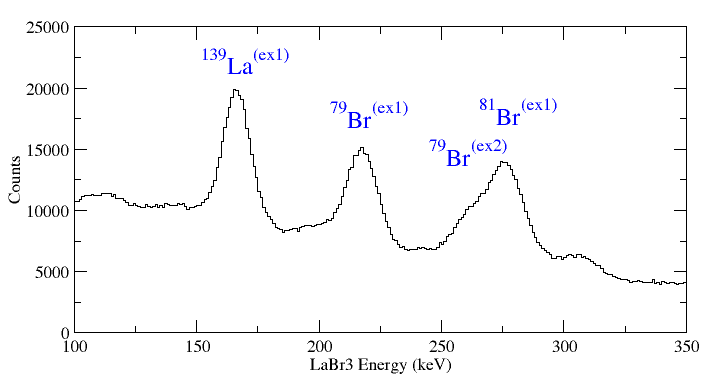 25000
20000
15000
10000
5000
0
Counts
139La(ex1)
79Br(ex1)
81Br(ex1)
79Br(ex2)
100 150 200 250 300 350
LaBr3 Energy (keV)